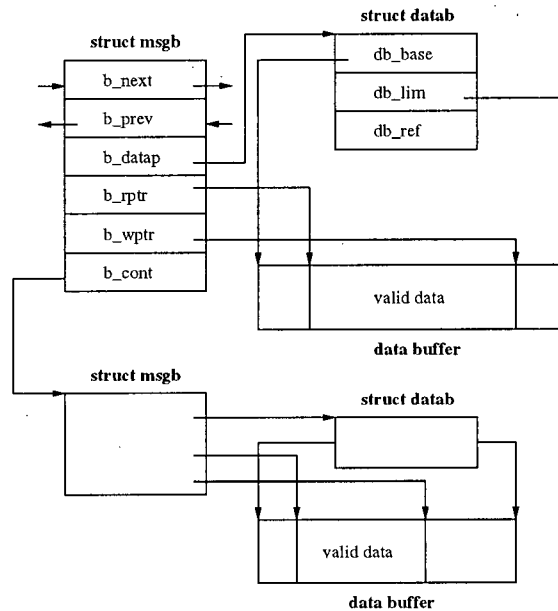 struct msgb
b_next
b_prev
b_datap
b_rptr
b_wptr
b_cont
struct datab
db_base
db_lim
db_ref
valid data
data buffer
struct msgb
struct datab
valid data
data buffer